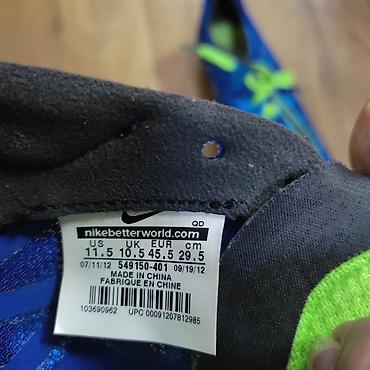 QD
nikebetterworld.com
US UK EUR cm
11.5 10.5 45.5 29.5
07/11/12 549150-401 09/19/12
MADE IN CHINA
FABRIQUE EN CHINE
103690962 UPC 00091207812985